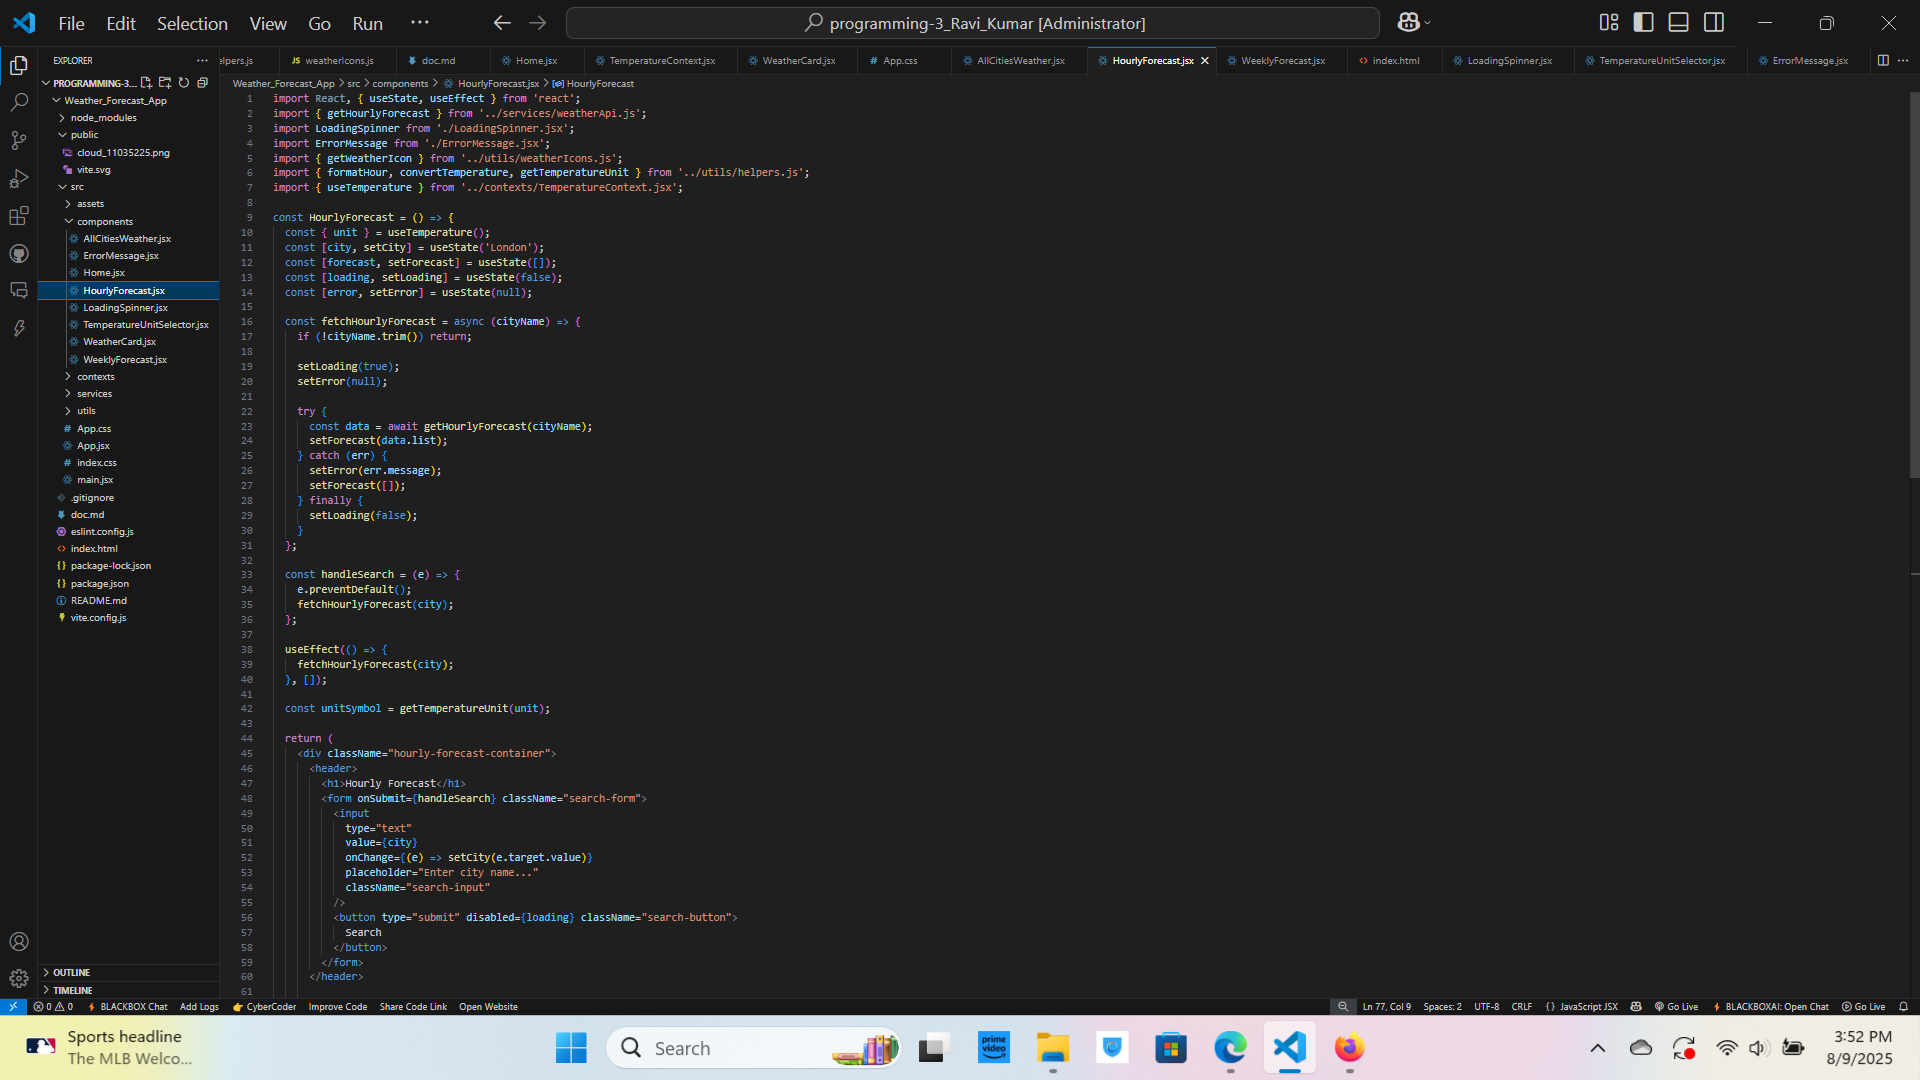 File Edit Selection View Go Run ···
programming-3_Ravi_Kumar [Administrator]
EXPLORER
PROGRAMMING-3...
Weather_Forecast_App
node_modules
public
cloud_11035225.png
vite.svg
src
assets
components
AllCitiesWeather.jsx
ErrorMessage.jsx
Home.jsx
HourlyForecast.jsx
LoadingSpinner.jsx
TemperatureUnitSelector.jsx
WeatherCard.jsx
WeeklyForecast.jsx
contexts
services
utils
# App.css
App.jsx
# index.css
main.jsx
.gitignore
doc.md
eslint.config.js
<> index.html
{} package-lock.json
{} package.json
README.md
vite.config.js
OUTLINE
TIMELINE
elpers.js JS weatherIcons.js doc.md Home.jsx TemperatureContext.jsx WeatherCard.jsx # App.css AllCitiesWeather.jsx HourlyForecast.jsx WeeklyForecast.jsx <> index.html LoadingSpinner.jsx TemperatureUnitSelector.jsx ErrorMessage.jsx
Weather_Forecast_App > src > components > HourlyForecast.jsx > HourlyForecast
1 import React, { useState, useEffect } from 'react';
2 import { getHourlyForecast } from '../services/weatherApi.js';
3 import LoadingSpinner from './LoadingSpinner.jsx';
4 import ErrorMessage from './ErrorMessage.jsx';
5 import { getWeatherIcon } from '../utils/weatherIcons.js';
6 import { formatHour, convertTemperature, getTemperatureUnit } from '../utils/helpers.js';
7 import { useTemperature } from '../contexts/TemperatureContext.jsx';
8
9 const HourlyForecast = () => {
10 const { unit } = useTemperature();
11 const [city, setCity] = useState('London');
12 const [forecast, setForecast] = useState([]);
13 const [loading, setLoading] = useState(false);
14 const [error, setError] = useState(null);
15
16 const fetchHourlyForecast = async (cityName) => {
17 if (!cityName.trim()) return;
18
19 setLoading(true);
20 setError(null);
21
22 try {
23 const data = await getHourlyForecast(cityName);
24 setForecast(data.list);
25 } catch (err) {
26 setError(err.message);
27 setForecast([]);
28 } finally {
29 setLoading(false);
30 }
31 };
32
33 const handleSearch = (e) => {
34 e.preventDefault();
35 fetchHourlyForecast(city);
36 };
37
38 useEffect(() => {
39 fetchHourlyForecast(city);
40 }, []);
41
42 const unitSymbol = getTemperatureUnit(unit);
43
44 return (
45 <div className="hourly-forecast-container">
46 <header>
47 <h1>Hourly Forecast</h1>
48 <form onSubmit={handleSearch} className="search-form">
49 <input
50 type="text"
51 value={city}
52 onChange={(e) => setCity(e.target.value)}
53 placeholder="Enter city name..."
54 className="search-input"
55 />
56 <button type="submit" disabled={loading} className="search-button">
57 Search
58 </button>
59 </form>
60 </header>
61
0 0 BLACKBOX Chat Add Logs CyberCoder Improve Code Share Code Link Open Website Ln 77, Col 9 Spaces: 2 UTF-8 CRLF {} JavaScript JSX Go Live BLACKBOXAI: Open Chat Go Live
Sports headline
The MLB Welco...
Search
prime video
3:52 PM
8/9/2025